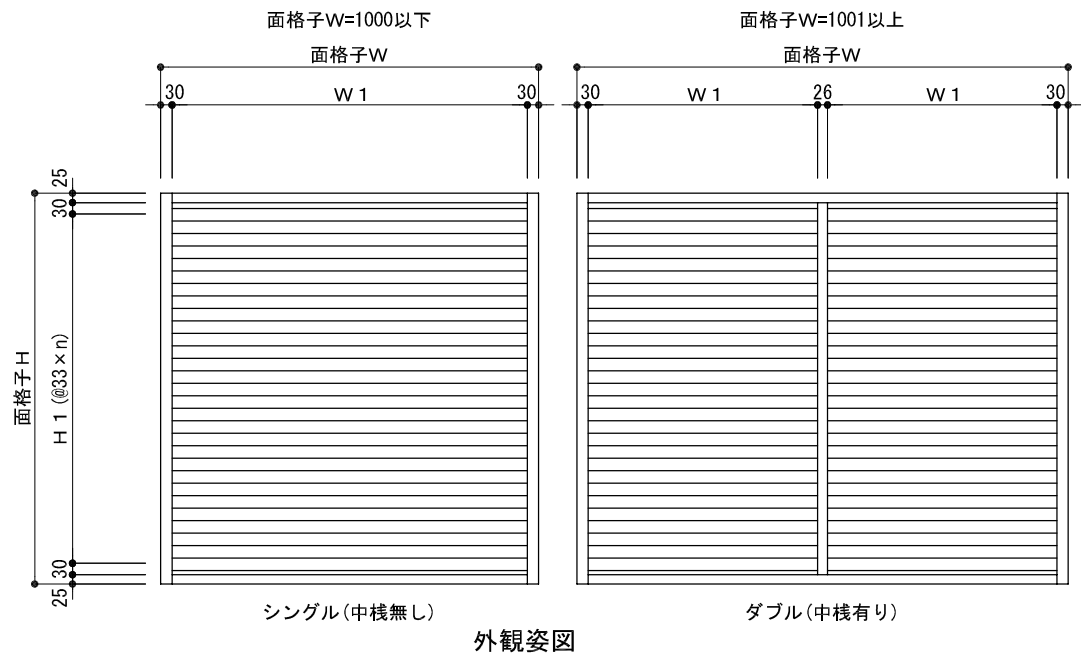 面格子W=1000以下
面格子W=1001以上
面格子W
面格子W
30
W1
30
30
W1
26
W1
30
25
30
面格子H
H1(@33×n)
30
25
シングル(中桟無し)
ダブル(中桟有り)
外観姿図